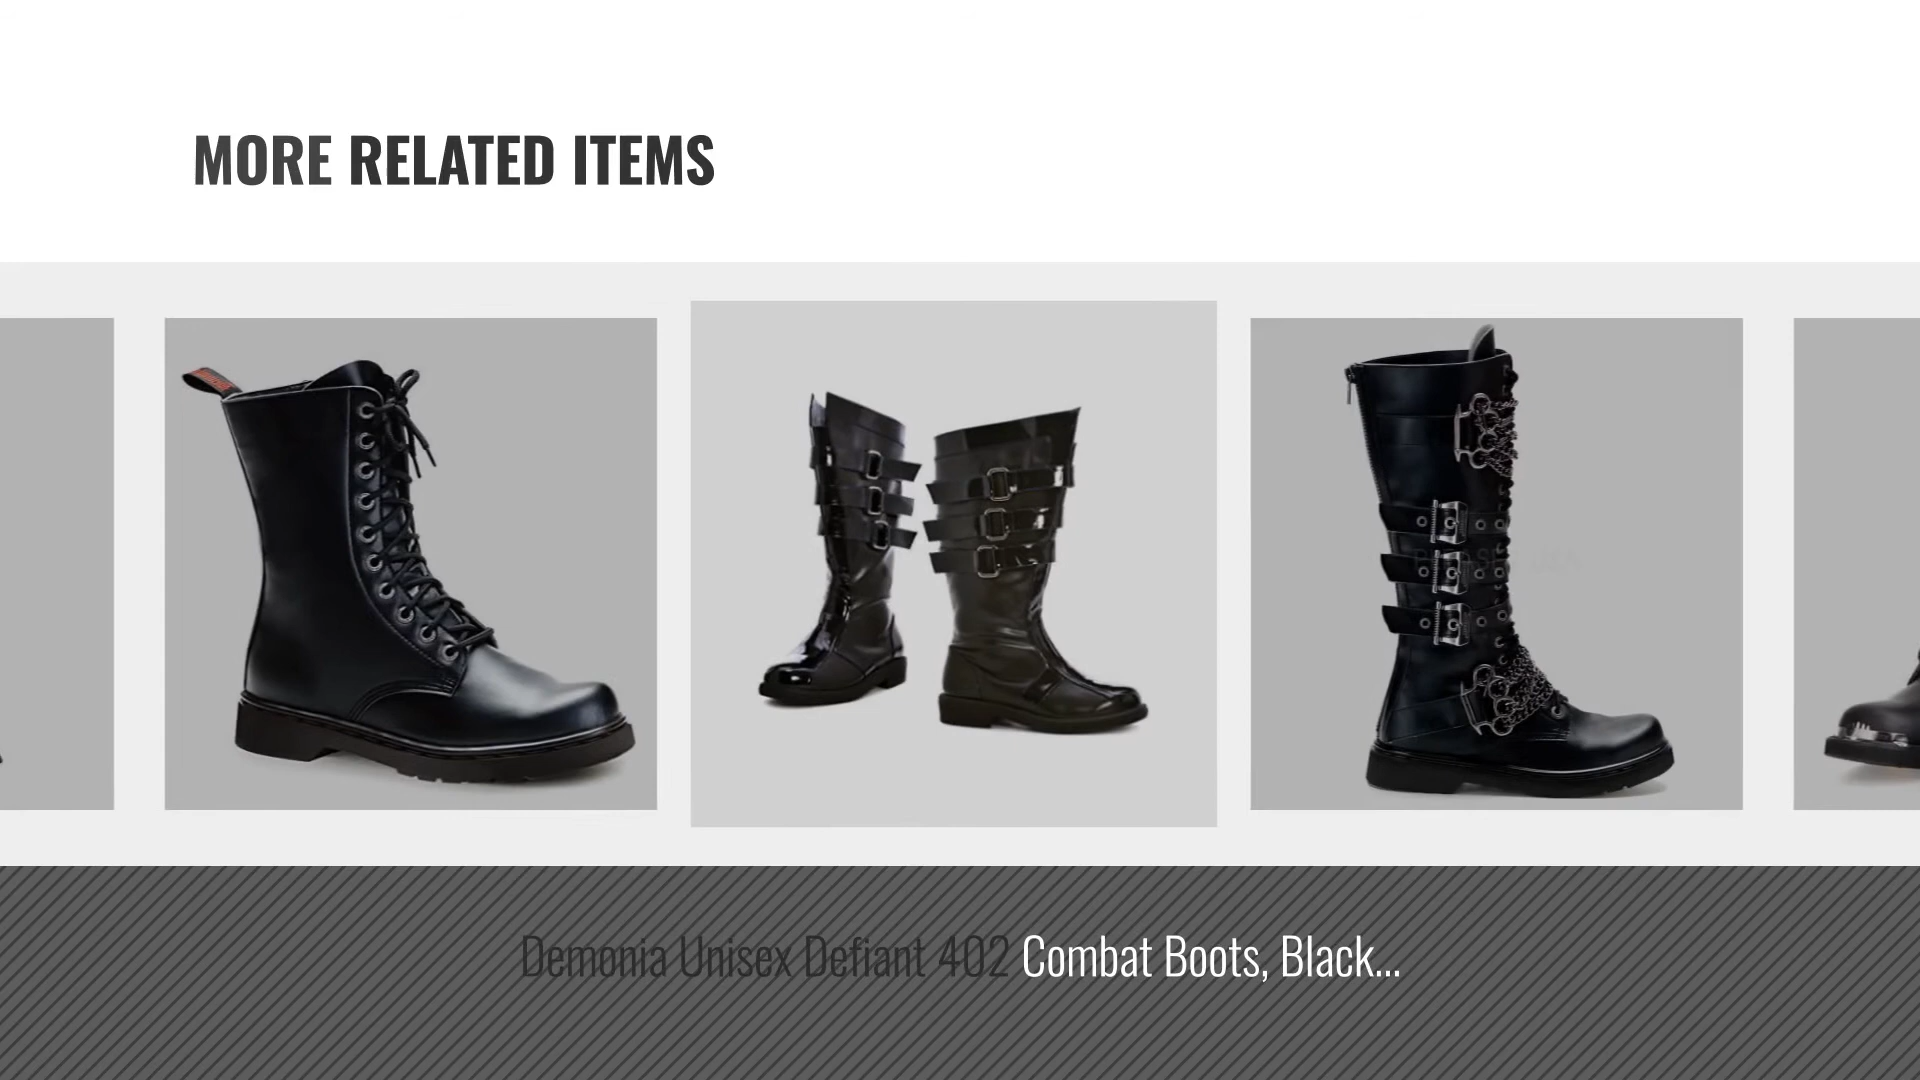 MORE RELATED ITEMS
Demonia Unisex Defiant 402 Combat Boots, Black...